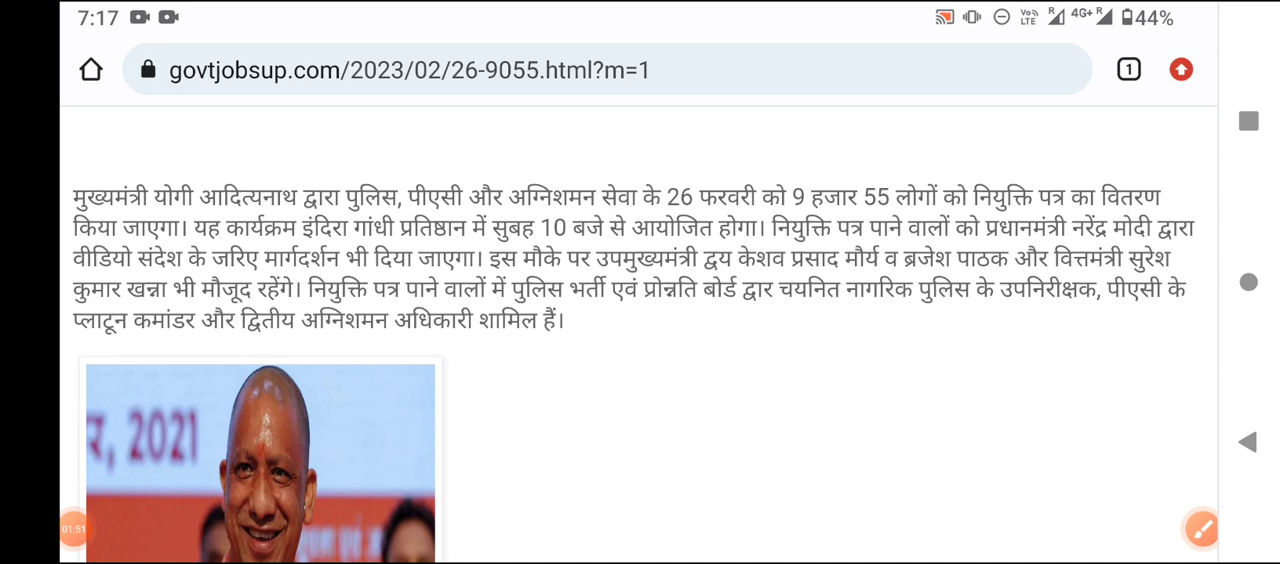 7:17
Vo LTE R 4G+ R 44%
govtjobsup.com/2023/02/26-9055.html?m=1
1
मुख्यमंत्री योगी आदित्यनाथ द्वारा पुलिस, पीएसी और अग्निशमन सेवा के 26 फरवरी को 9 हजार 55 लोगों को नियुक्ति पत्र का वितरण
किया जाएगा। यह कार्यक्रम इंदिरा गांधी प्रतिष्ठान में सुबह 10 बजे से आयोजित होगा। नियुक्ति पत्र पाने वालों को प्रधानमंत्री नरेंद्र मोदी द्वारा
वीडियो संदेश के जरिए मार्गदर्शन भी दिया जाएगा। इस मौके पर उपमुख्यमंत्री द्वय केशव प्रसाद मौर्य व ब्रजेश पाठक और वित्तमंत्री सुरेश
कुमार खन्ना भी मौजूद रहेंगे। नियुक्ति पत्र पाने वालों में पुलिस भर्ती एवं प्रोन्नति बोर्ड द्वार चयनित नागरिक पुलिस के उपनिरीक्षक, पीएसी के
प्लाटून कमांडर और द्वितीय अग्निशमन अधिकारी शामिल हैं।
र, 2021
01:51